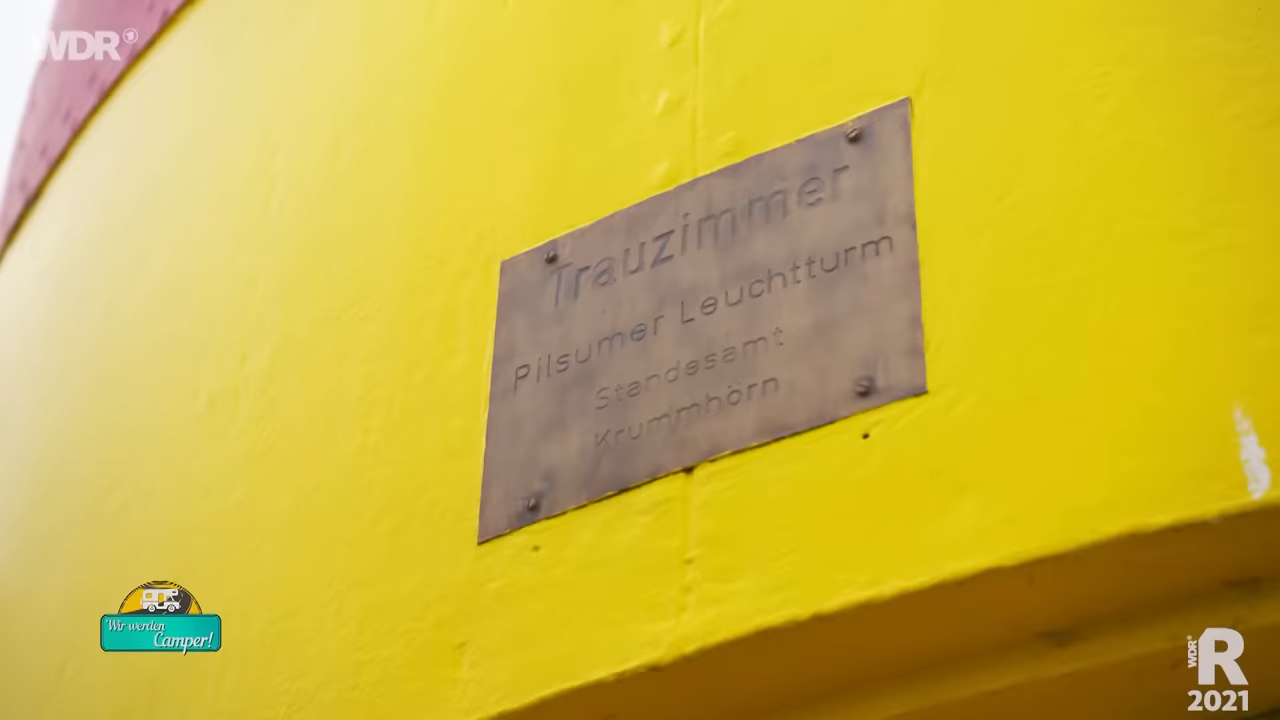 WDR
Trauzimmer
Pilsumer Leuchtturm
Standesamt
Krummhörn
Wir werden
Camper!
WDR
R
2021